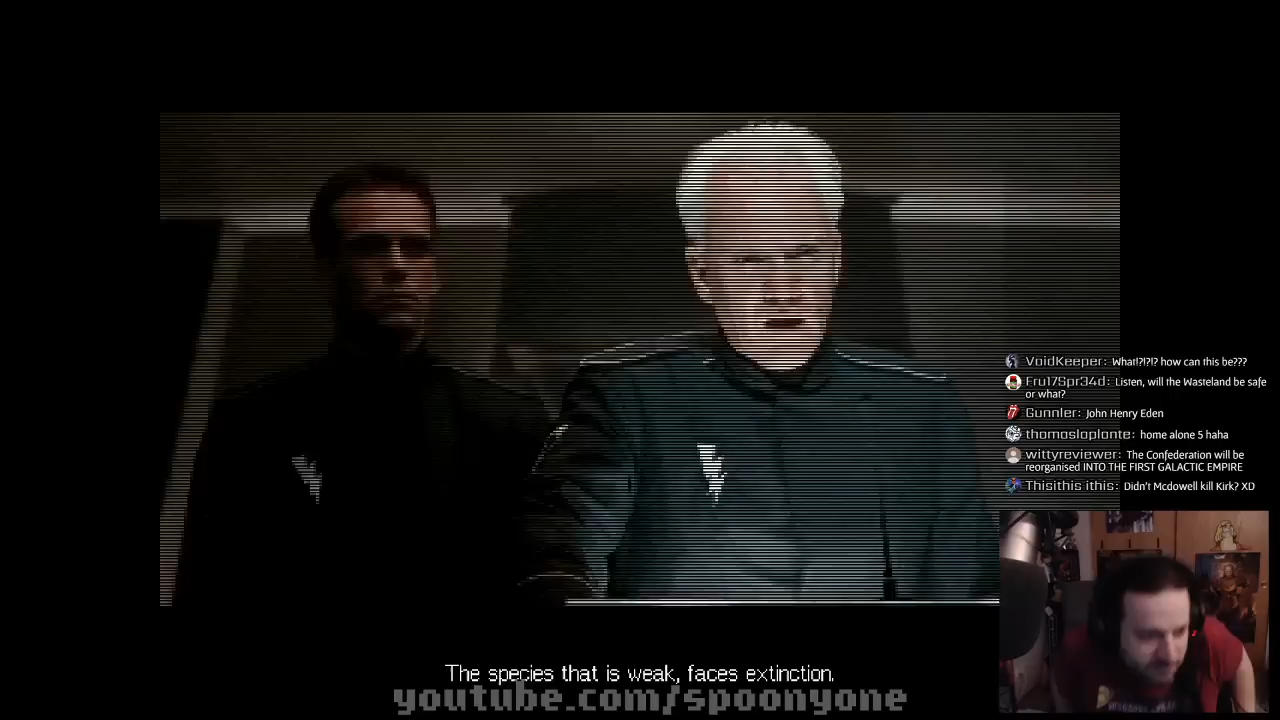 VoidKeeper: What!?!?!? how can this be???
Fru17Spr34d: Listen, will the Wasteland be safe
or what?
Gunnler: John Henry Eden
thomaslaplante: home alone 5 haha
wittyreviewer: The Confederation will be
reorganised INTO THE FIRST GALACTIC EMPIRE
Thisithis ithis: Didn't Mcdowell kill Kirk? XD
The species that is weak, faces extinction.
youtube.com/spoonyone